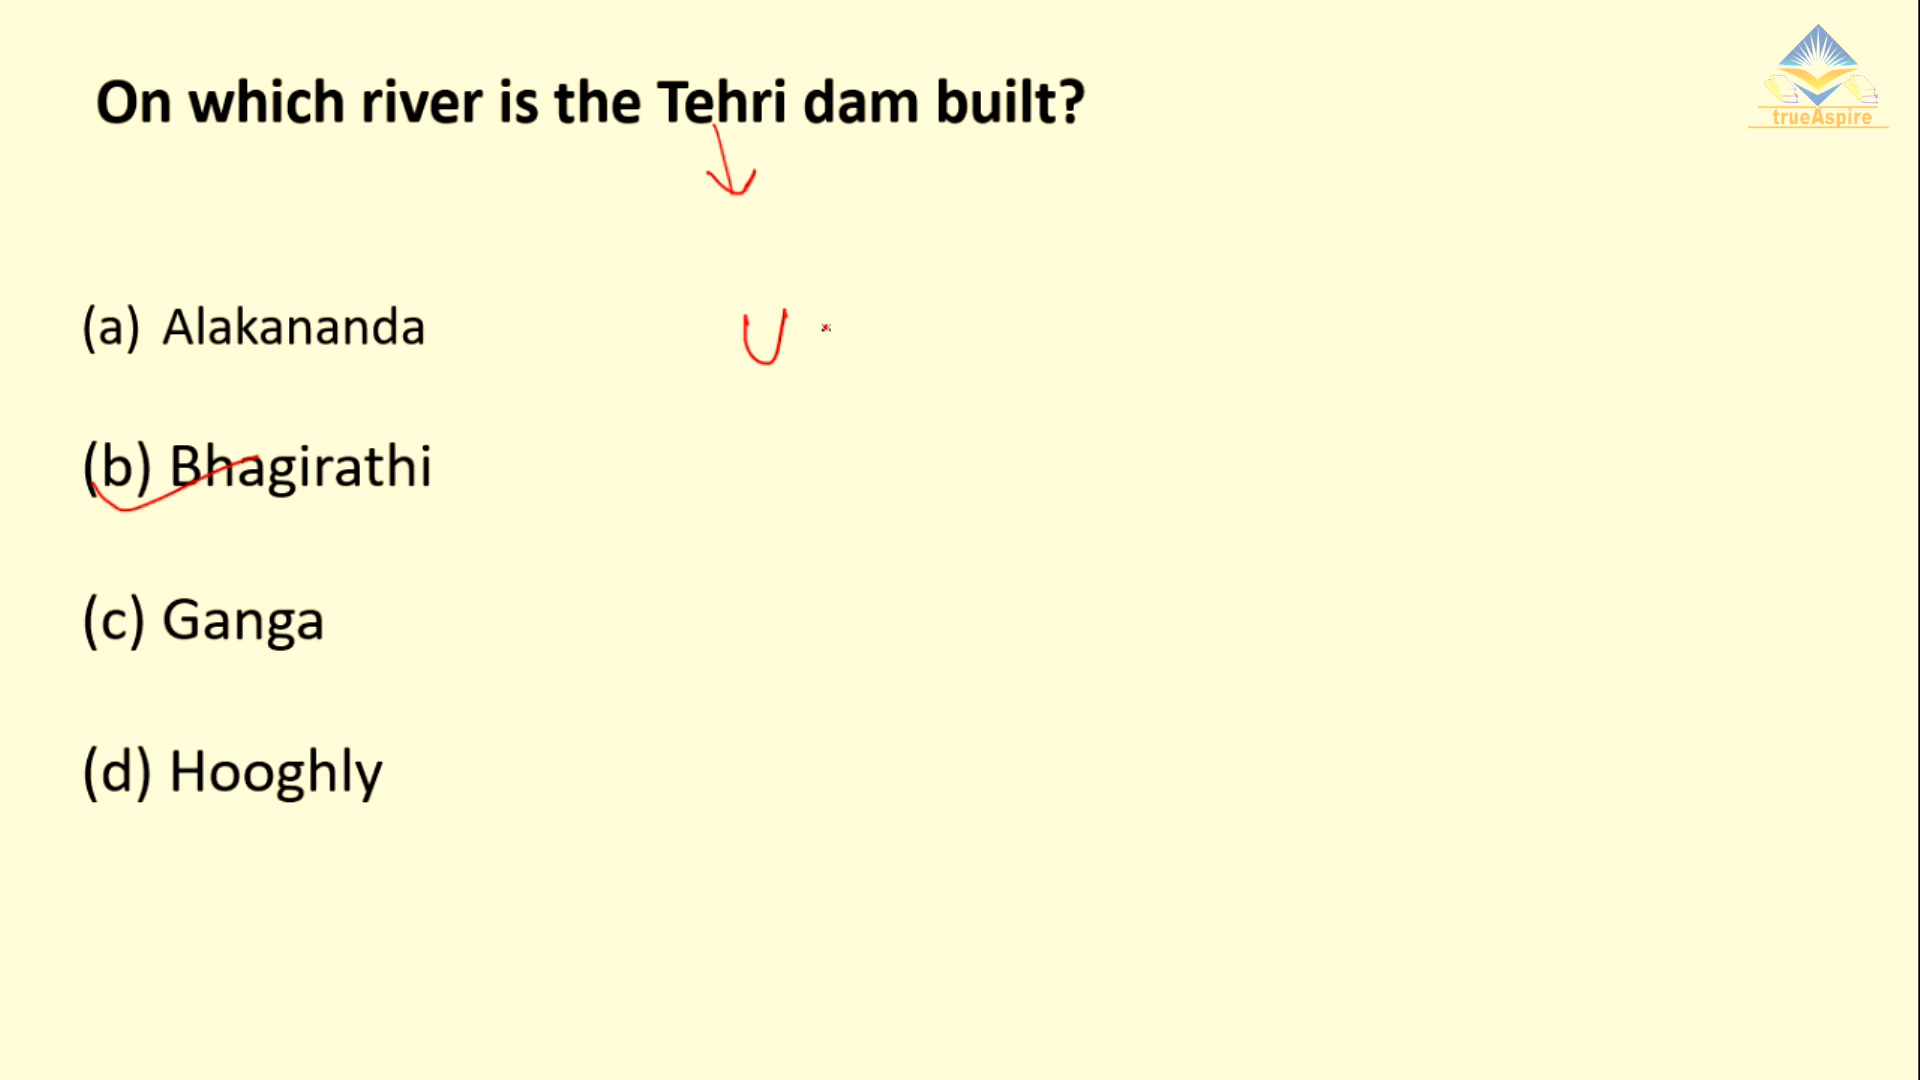 On which river is the Tehri dam built?
trueAspire
(a) Alakananda
U
(b) Bhagirathi
(c) Ganga
(d) Hooghly